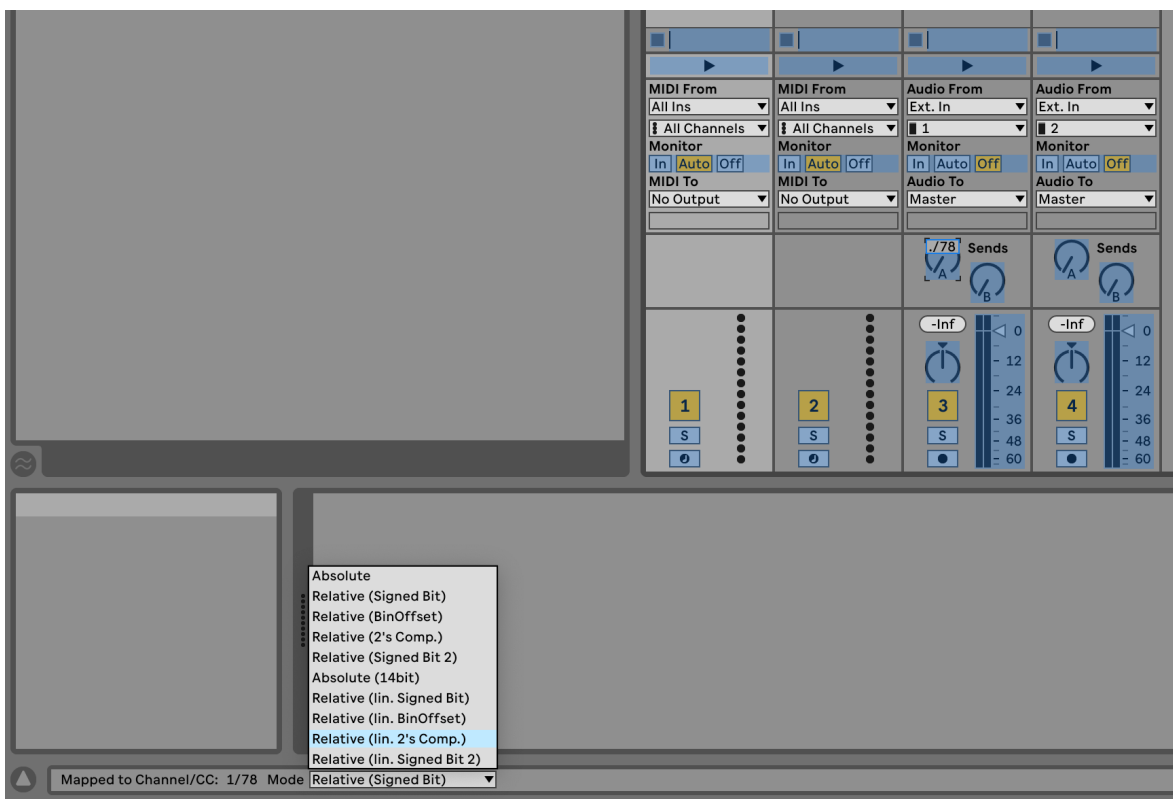 MIDI From MIDI From Audio From Audio From
All Ins All Ins Ext. In Ext. In
All Channels All Channels 1 2
Monitor Monitor Monitor Monitor
In Auto Off In Auto Off In Auto Off In Auto Off
MIDI To MIDI To Audio To Audio To
No Output No Output Master Master
./78 Sends Sends
A A
B B
-Inf -Inf
0 0
12 12
24 24
1 2 3 4
36 36
S S S S
48 48
60 60
Absolute
Relative (Signed Bit)
Relative (BinOffset)
Relative (2's Comp.)
Relative (Signed Bit 2)
Absolute (14bit)
Relative (lin. Signed Bit)
Relative (lin. BinOffset)
Relative (lin. 2's Comp.)
Relative (lin. Signed Bit 2)
Mapped to Channel/CC: 1/78 Mode Relative (Signed Bit)